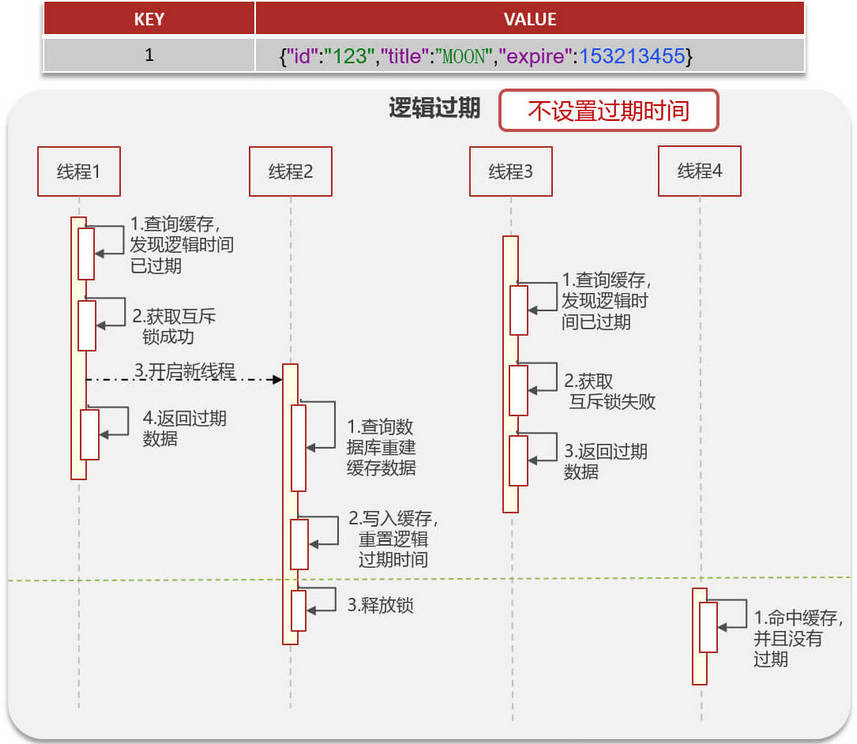 KEY VALUE
1 {"id":"123","title":"MOON","expire":153213455}
逻辑过期 不设置过期时间
线程1 线程2 线程3 线程4
1.查询缓存，
发现逻辑时间
已过期
2.获取互斥
锁成功
3.开启新线程
4.返回过期
数据
1.查询数
据库重建
缓存数据
2.写入缓存，
重置逻辑
过期时间
3.释放锁
1.查询缓存，
发现逻辑时
间已过期
2.获取
互斥锁失败
3.返回过期
数据
1.命中缓存，
并且没有
过期